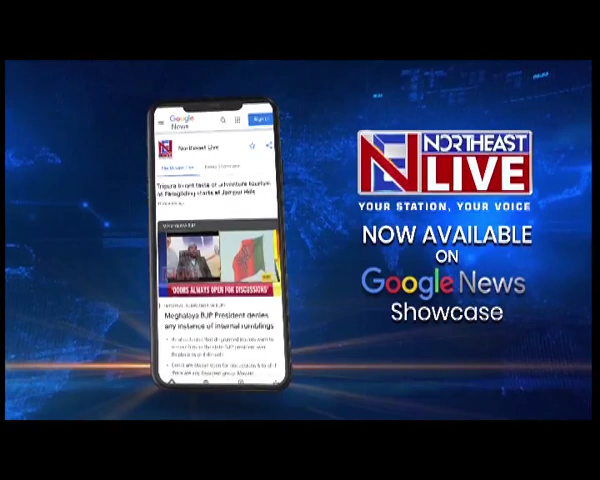 Google
News
Northeast Live
Tripura to get taste of adventure tourism
as Paragliding starts at Jampui Hills
"DOORS ALWAYS OPEN FOR DISCUSSIONS"
Meghalaya BJP President denies
any instance of internal rumblings
NE
NORTHEAST
LIVE
YOUR STATION, YOUR VOICE
NOW AVAILABLE
ON
Google News
Showcase